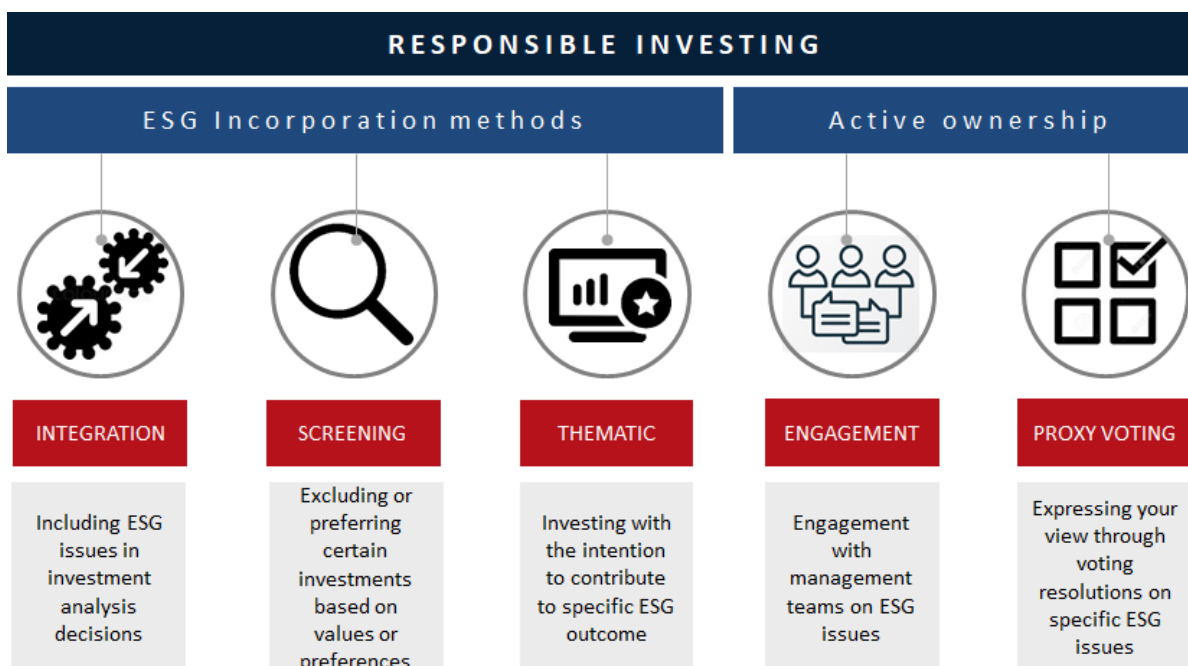 RESPONSIBLE INVESTING
ESG Incorporation methods
Active ownership
INTEGRATION
Including ESG
issues in
investment
analysis
decisions
SCREENING
Excluding or
preferring
certain
investments
based on
values or
preferences
THEMATIC
Investing with
the intention
to contribute
to specific ESG
outcome
ENGAGEMENT
Engagement
with
management
teams on ESG
issues
PROXY VOTING
Expressing your
view through
voting
resolutions on
specific ESG
issues